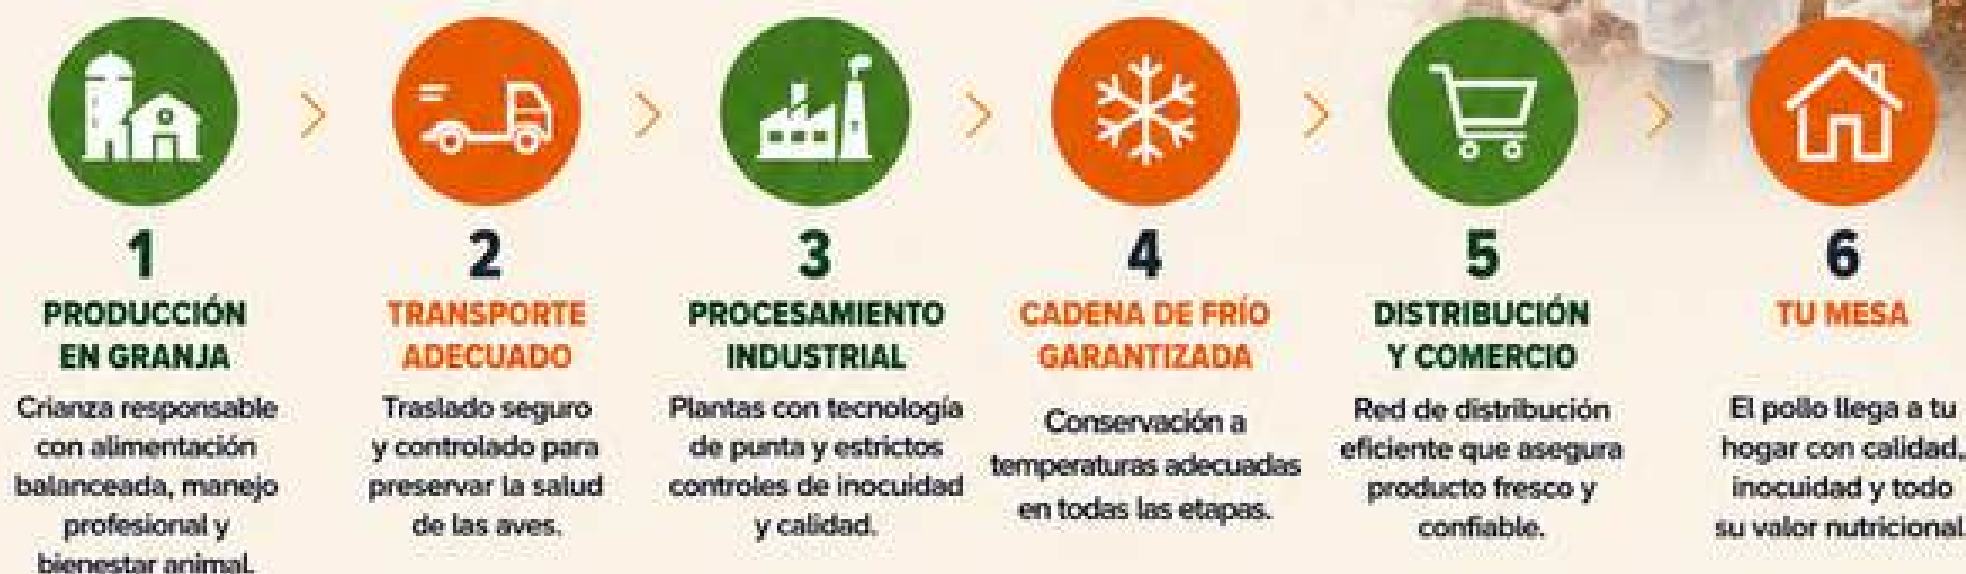 1
PRODUCCIÓN
EN GRANJA
Crianza responsable
con alimentación
balanceada, manejo
profesional y
bienestar animal.
2
TRANSPORTE
ADECUADO
Traslado seguro
y controlado para
preservar la salud
de las aves.
3
PROCESAMIENTO
INDUSTRIAL
Plantas con tecnología
de punta y estrictos
controles de inocuidad
y calidad.
4
CADENA DE FRÍO
GARANTIZADA
Conservación a
temperaturas adecuadas
en todas las etapas.
5
DISTRIBUCIÓN
Y COMERCIO
Red de distribución
eficiente que asegura
producto fresco y
confiable.
6
TU MESA
El pollo llega a tu
hogar con calidad,
inocuidad y todo
su valor nutricional.